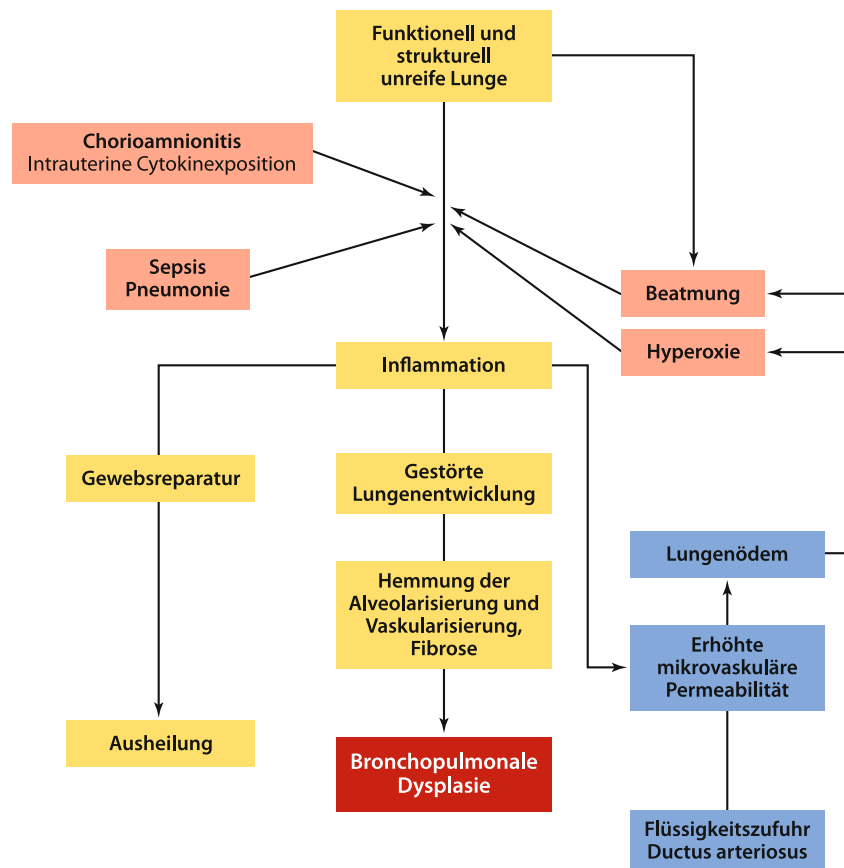 Funktionell und
strukturell
unreife Lunge
Chorioamnionitis
Intrauterine Cytokinexposition
Sepsis
Pneumonie
Beatmung
Hyperoxie
Inflammation
Gewebsreparatur
Gestörte
Lungenentwicklung
Lungenödem
Hemmung der
Alveolarisierung und
Vaskularisierung,
Fibrose
Erhöhte
mikrovaskuläre
Permeabilität
Ausheilung
Bronchopulmonale
Dysplasie
Flüssigkeitszufuhr
Ductus arteriosus